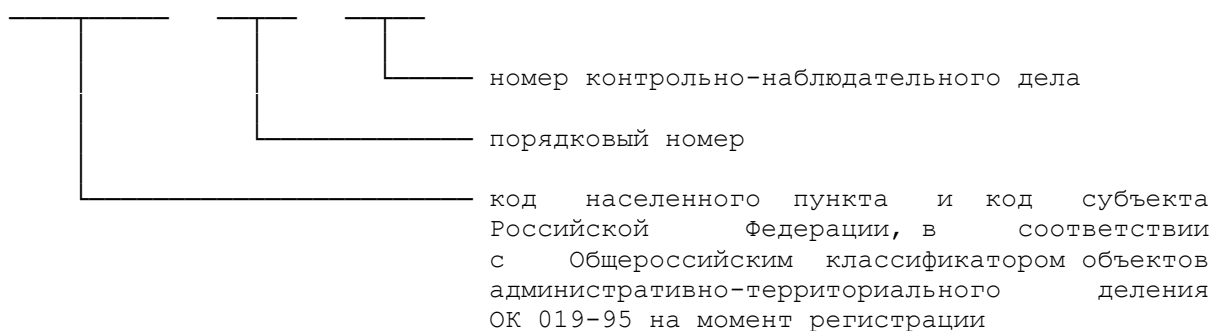 номер контрольно-наблюдательного дела
порядковый номер
код населенного пункта и код субъекта
Российской Федерации, в соответствии
с Общероссийским классификатором объектов
административно-территориального деления
ОК 019-95 на момент регистрации